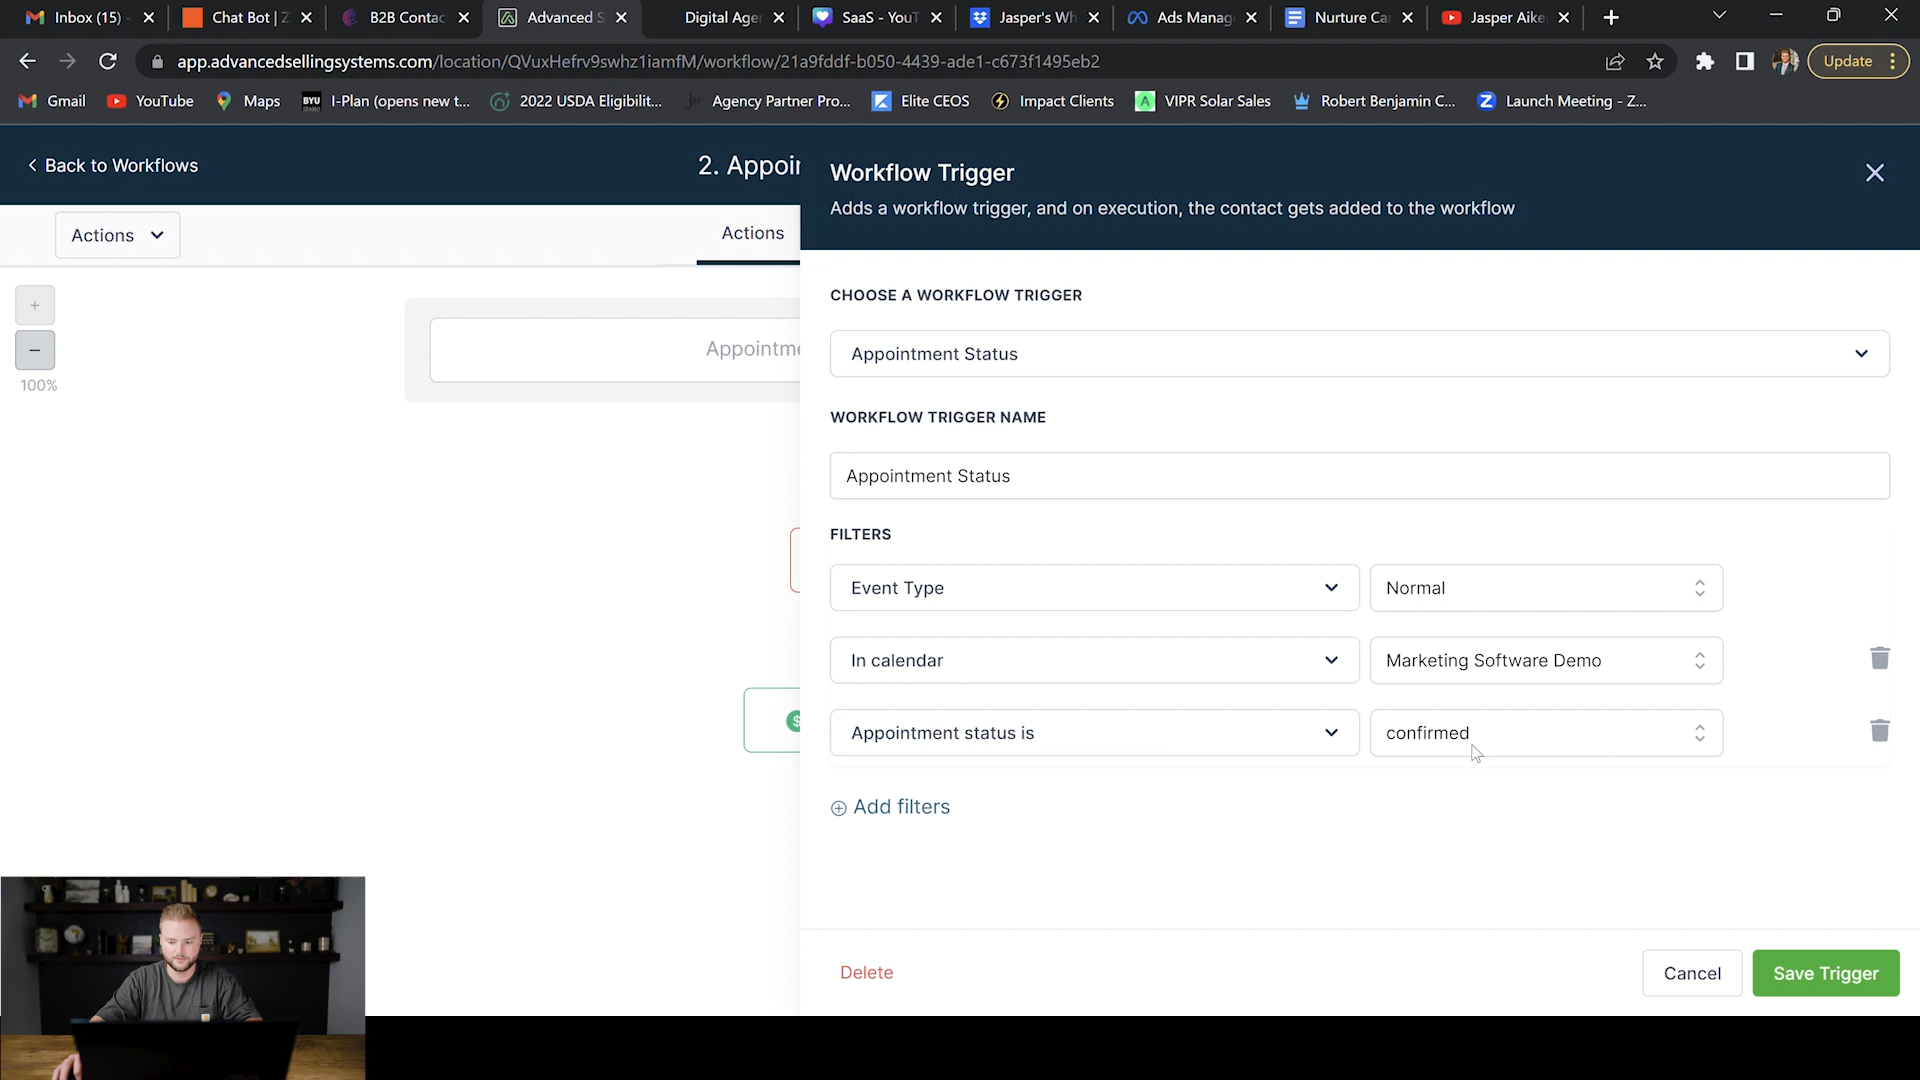 Inbox (15)
Chat Bot | Z
B2B Contac
Advanced S
Digital Age
SaaS - YouT
Jasper's Wh
Ads Manag
Nurture Ca
Jasper Aike
app.advancedsellingsystems.com/location/QVuxHefrv9swhz1iamfM/workflow/21a9fddf-b050-4439-ade1-c673f1495eb2
Update
Gmail
YouTube
Maps
BYU
I-Plan (opens new t...
2022 USDA Eligibilit...
Agency Partner Pro...
Elite CEOS
Impact Clients
VIPR Solar Sales
Robert Benjamin C...
Launch Meeting - Z...
Back to Workflows
2. Appoin
Workflow Trigger
Adds a workflow trigger, and on execution, the contact gets added to the workflow
Actions
Actions
+
−
100%
Appointme
$
CHOOSE A WORKFLOW TRIGGER
Appointment Status
WORKFLOW TRIGGER NAME
Appointment Status
FILTERS
Event Type
Normal
In calendar
Marketing Software Demo
Appointment status is
confirmed
Add filters
Delete
Cancel
Save Trigger